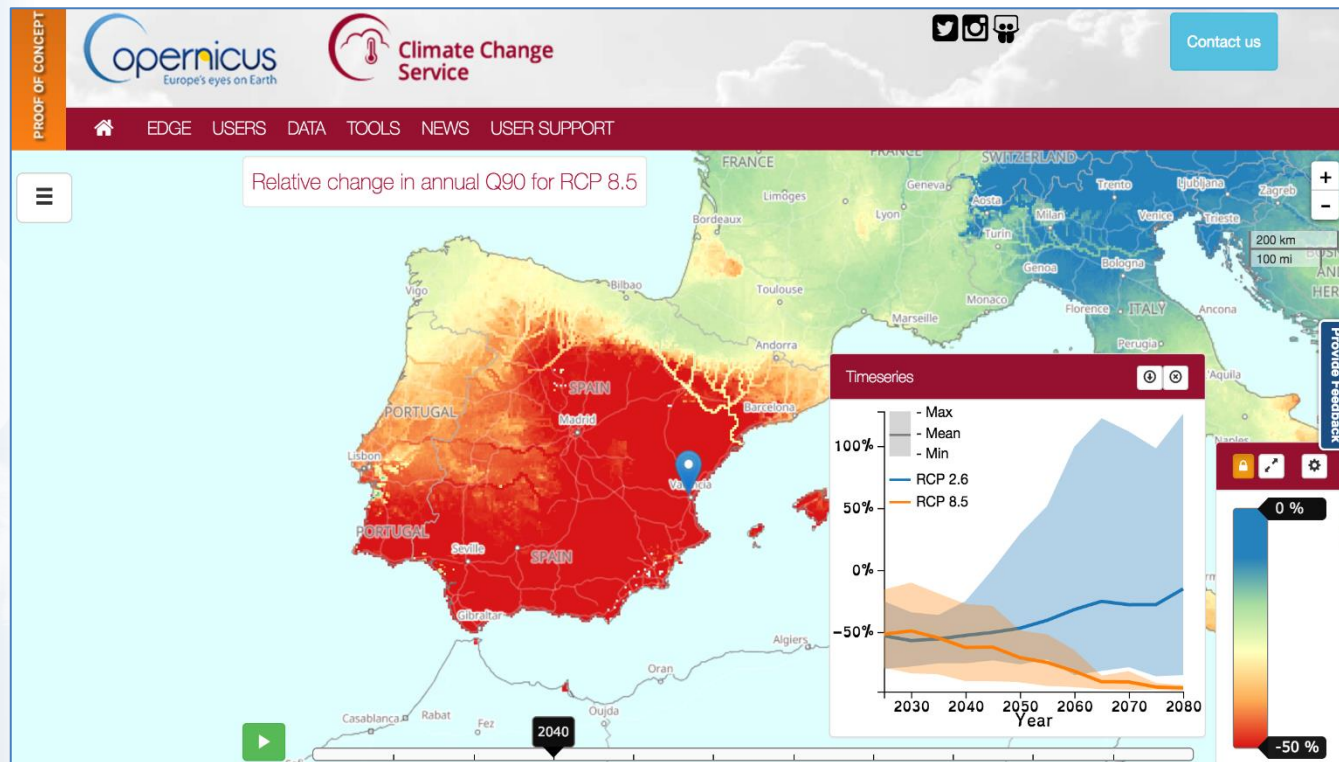 PROOF OF CONCEPT
opernicus
Europe's eyes on Earth
Climate Change
Service
Contact us
EDGE USERS DATA TOOLS NEWS USER SUPPORT
Relative change in annual Q90 for RCP 8.5
FRANCE
FRANCE
SWITZERLAND
Limoges
Geneva
Trento
Ljubljana
Zagreb
Lyon
Aosta
Milan
Venice
Trieste
Bordeaux
Turin
200 km
100 mi
Genoa
Bologna
Vigo
Bilbao
Toulouse
Monaco
Florence
ITALY
Ancona
Marseille
Andorra
Perugia
L'Aquila
Provide Feedback
SPAIN
Barcelona
PORTUGAL
Madrid
Lisbon
Naples
Valencia
PORTUGAL
Seville
SPAIN
Gibraltar
Algiers
Oran
Casablanca
Rabat
Fez
Oujda
2040
Timeseries
- Max
- Mean
- Min
RCP 2.6
RCP 8.5
100%
50%
0%
-50%
2030 2040 2050 2060 2070 2080
Year
0 %
-50 %